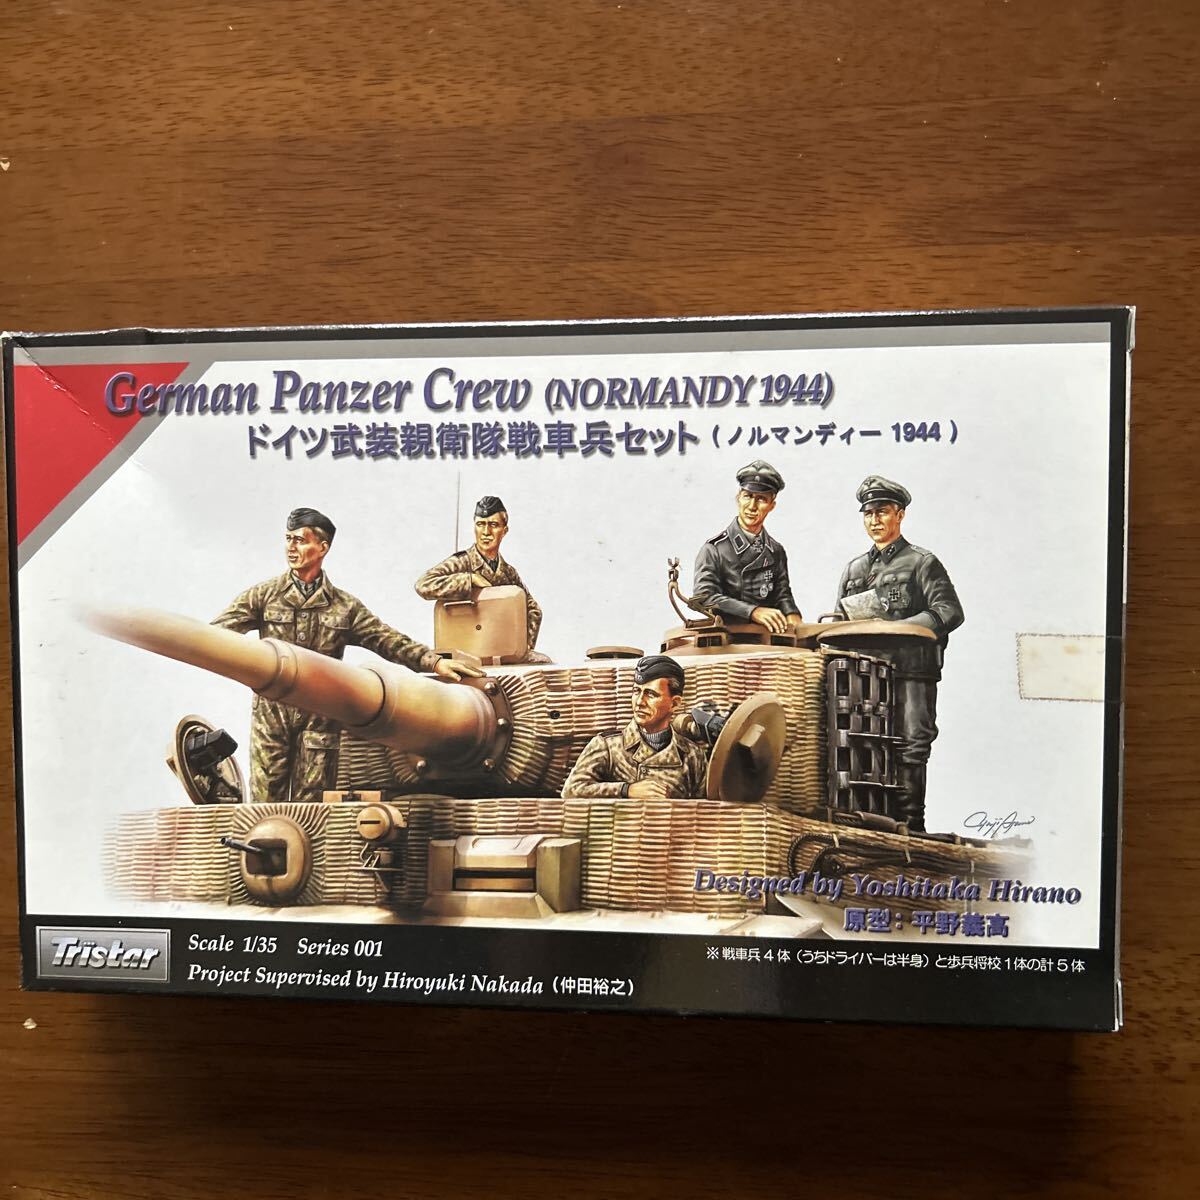 German Panzer Crew (NORMANDY 1944)
ドイツ武装親衛隊戦車兵セット (ノルマンディー 1944)
Designed by Yoshitaka Hirano
原型：平野義高
Tristar
Scale 1/35 Series 001
Project Supervised by Hiroyuki Nakada (仲田裕之)
※戦車兵4体（うちドライバーは半身）と歩兵将校1体の計5体